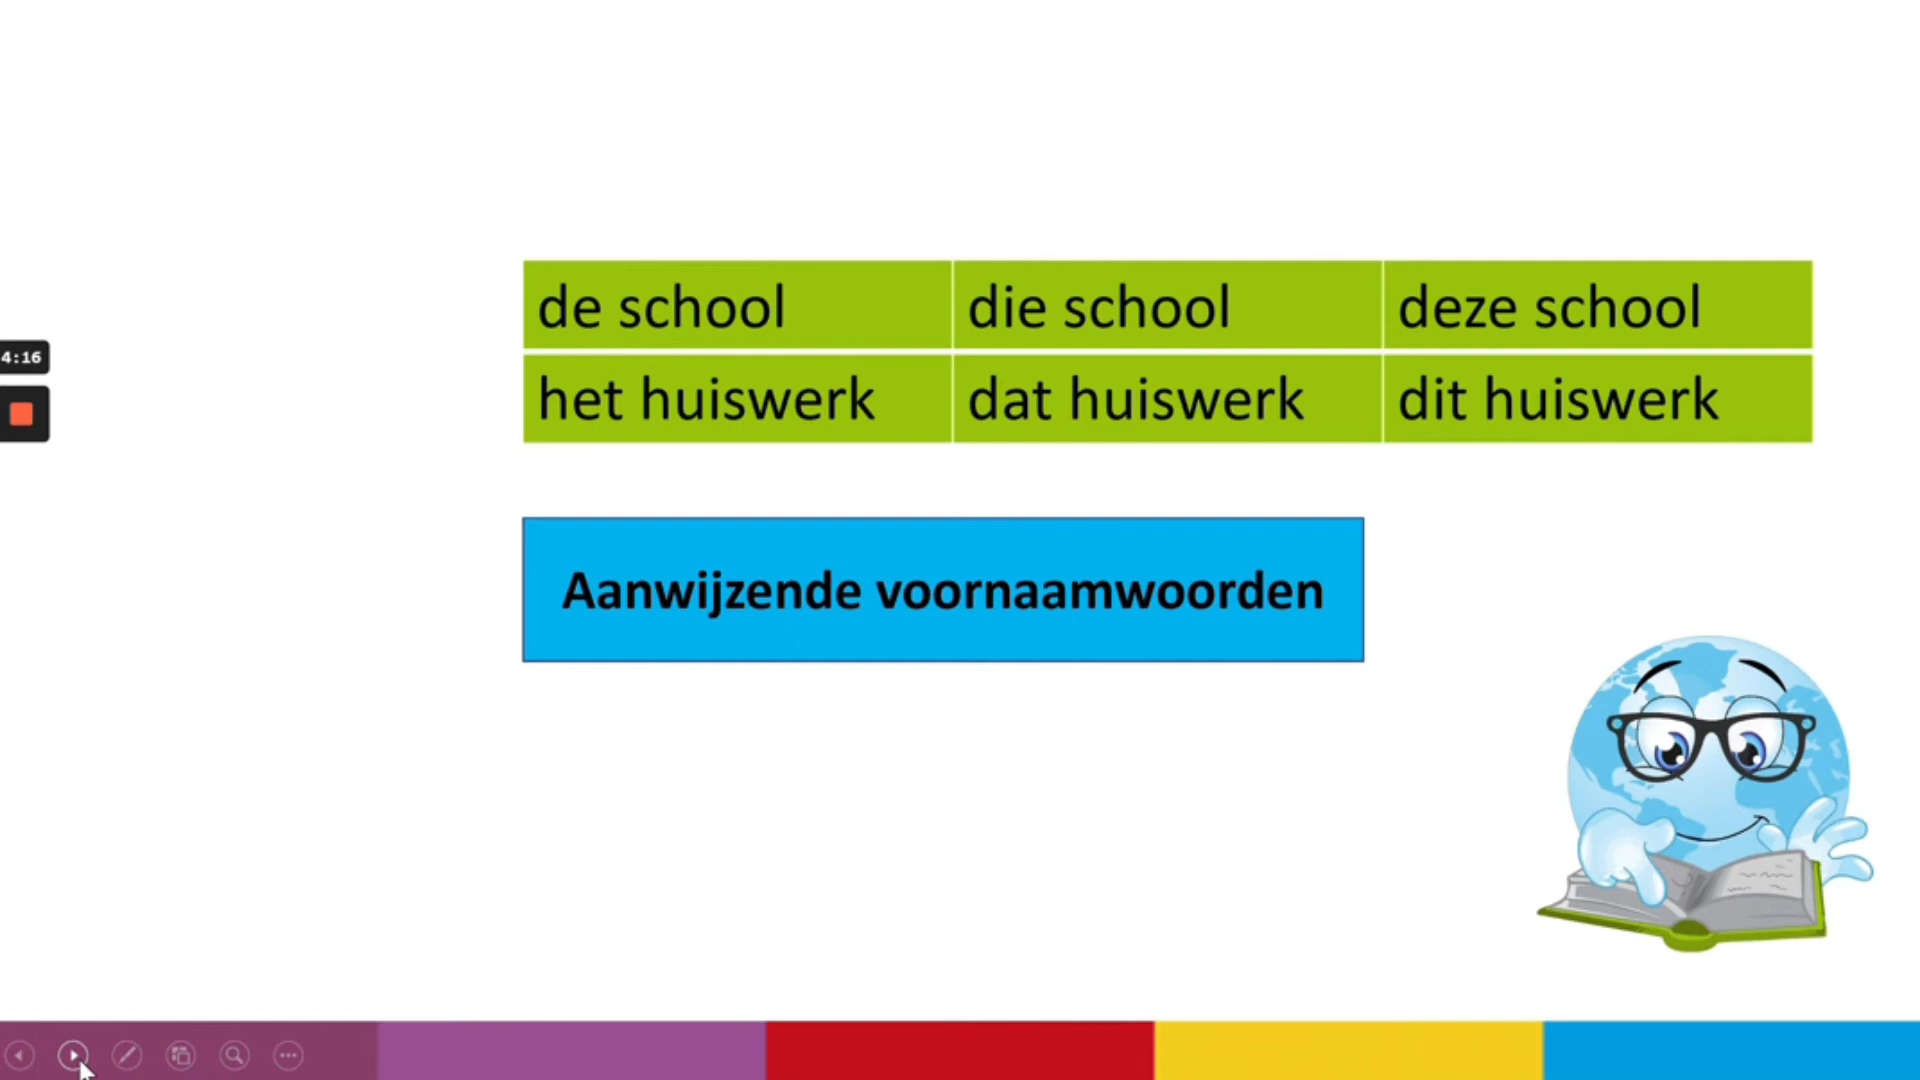 de school die school deze school
4:16
het huiswerk dat huiswerk dit huiswerk
Aanwijzende voornaamwoorden